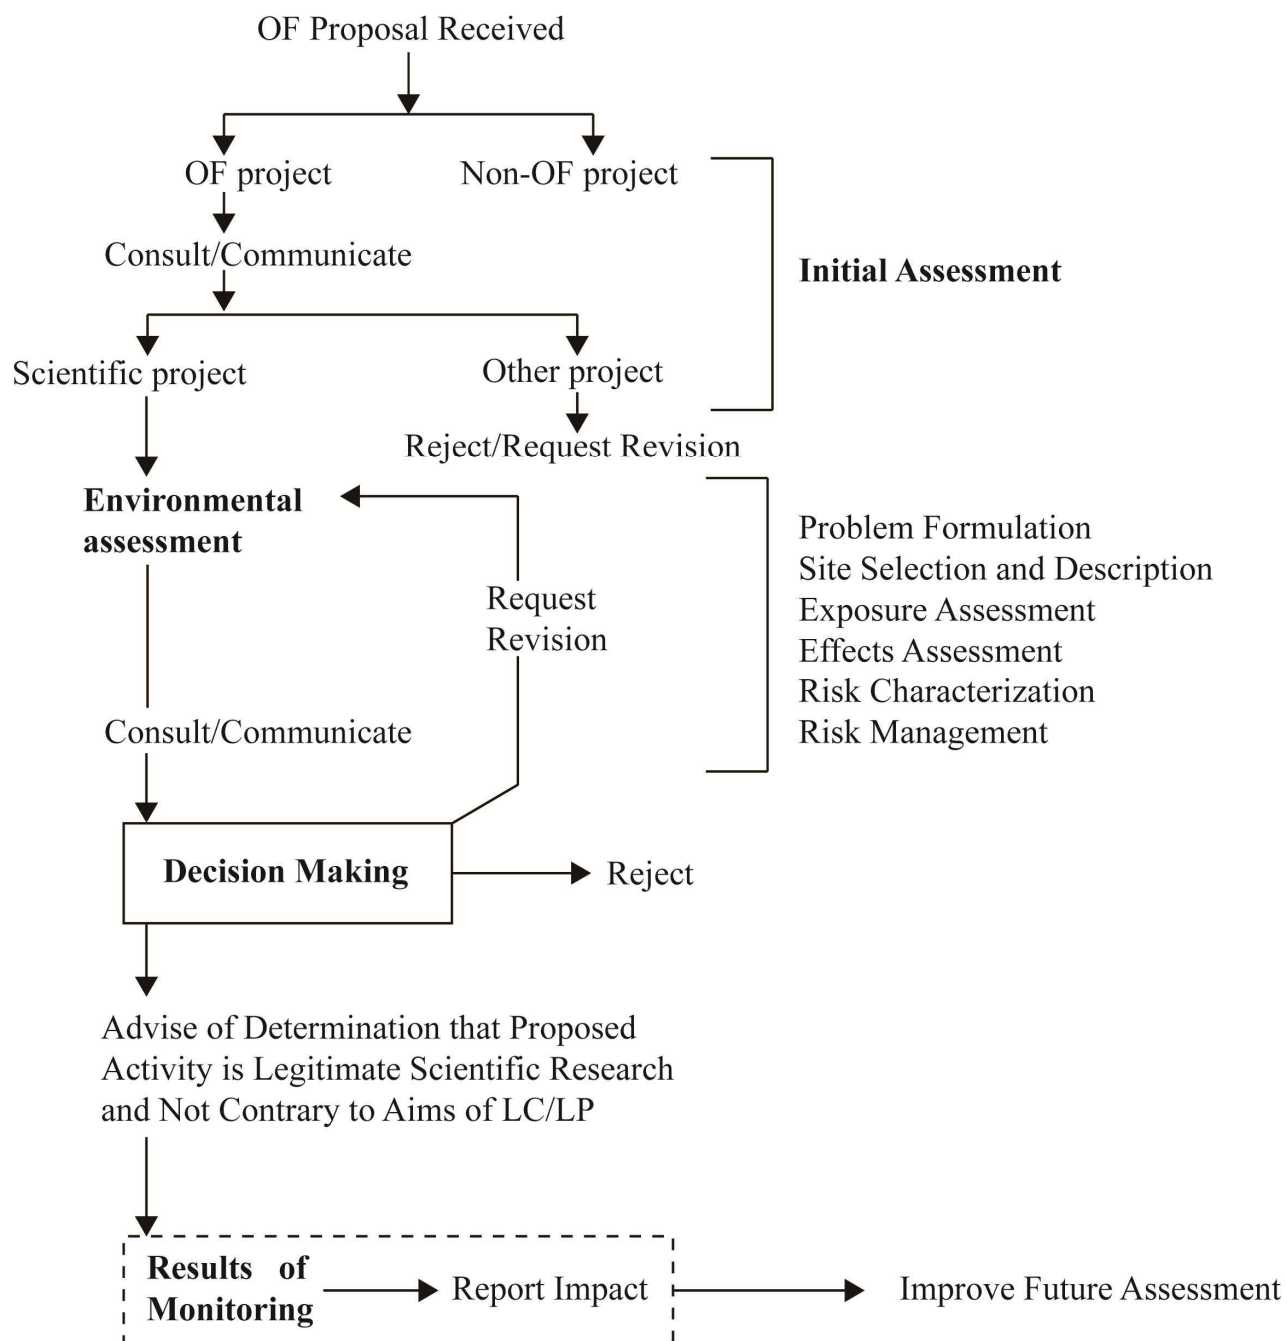 OF Proposal Received
OF project
Non-OF project
Consult/Communicate
Initial Assessment
Scientific project
Other project
Reject/Request Revision
Environmental
assessment
Request
Revision
Problem Formulation
Site Selection and Description
Exposure Assessment
Effects Assessment
Risk Characterization
Risk Management
Consult/Communicate
Decision Making
Reject
Advise of Determination that Proposed
Activity is Legitimate Scientific Research
and Not Contrary to Aims of LC/LP
Results of
Monitoring
Report Impact
Improve Future Assessment